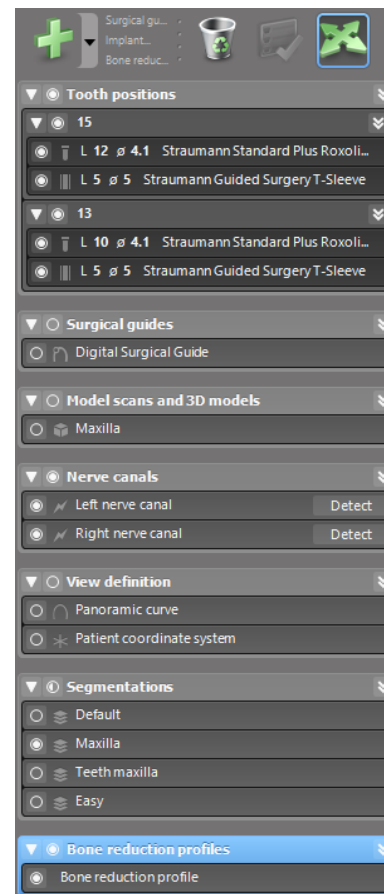 Surgical gu...
Implant...
Bone reduc...
Tooth positions
15
L 12 ø 4.1 Straumann Standard Plus Roxoli...
L 5 ø 5 Straumann Guided Surgery T-Sleeve
13
L 10 ø 4.1 Straumann Standard Plus Roxoli...
L 5 ø 5 Straumann Guided Surgery T-Sleeve
Surgical guides
Digital Surgical Guide
Model scans and 3D models
Maxilla
Nerve canals
Left nerve canal Detect
Right nerve canal Detect
View definition
Panoramic curve
Patient coordinate system
Segmentations
Default
Maxilla
Teeth maxilla
Easy
Bone reduction profiles
Bone reduction profile